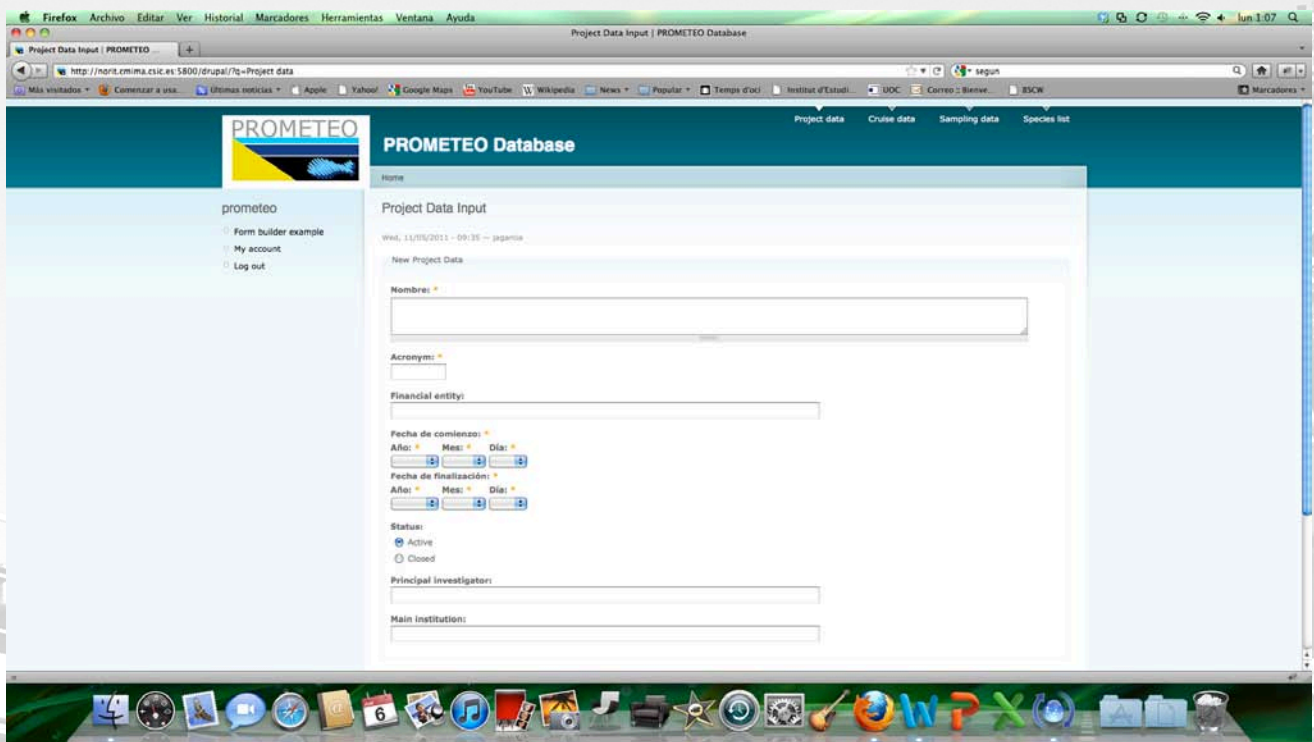 Firefox Archivo Editar Ver Historial Marcadores Herramientas Ventana Ayuda lun 1:07
Project Data Input | PROMETEO Database
Project Data Input | PROMETEO ...
http://norit.cmima.csic.es:5800/drupal/?q=Project data
segun
Más visitados Comenzar a usa... Últimas noticias Apple Yahoo! Google Maps YouTube Wikipedia News Popular Temps d'oci Institut d'Estudi... UOC Correo :: Bienve... BSCW Marcadores
Project data Cruise data Sampling data Species list
PROMETEO
PROMETEO Database
Home
prometeo
Form builder example
My account
Log out
Project Data Input
Wed, 11/05/2011 - 09:35 —
New Project Data
Nombre: *
Acronym: *
Financial entity:
Fecha de comienzo: *
Año: * Mes: * Día: *
Fecha de finalización: *
Año: * Mes: * Día: *
Status:
Active
Closed
Principal investigator:
Main institution:
6